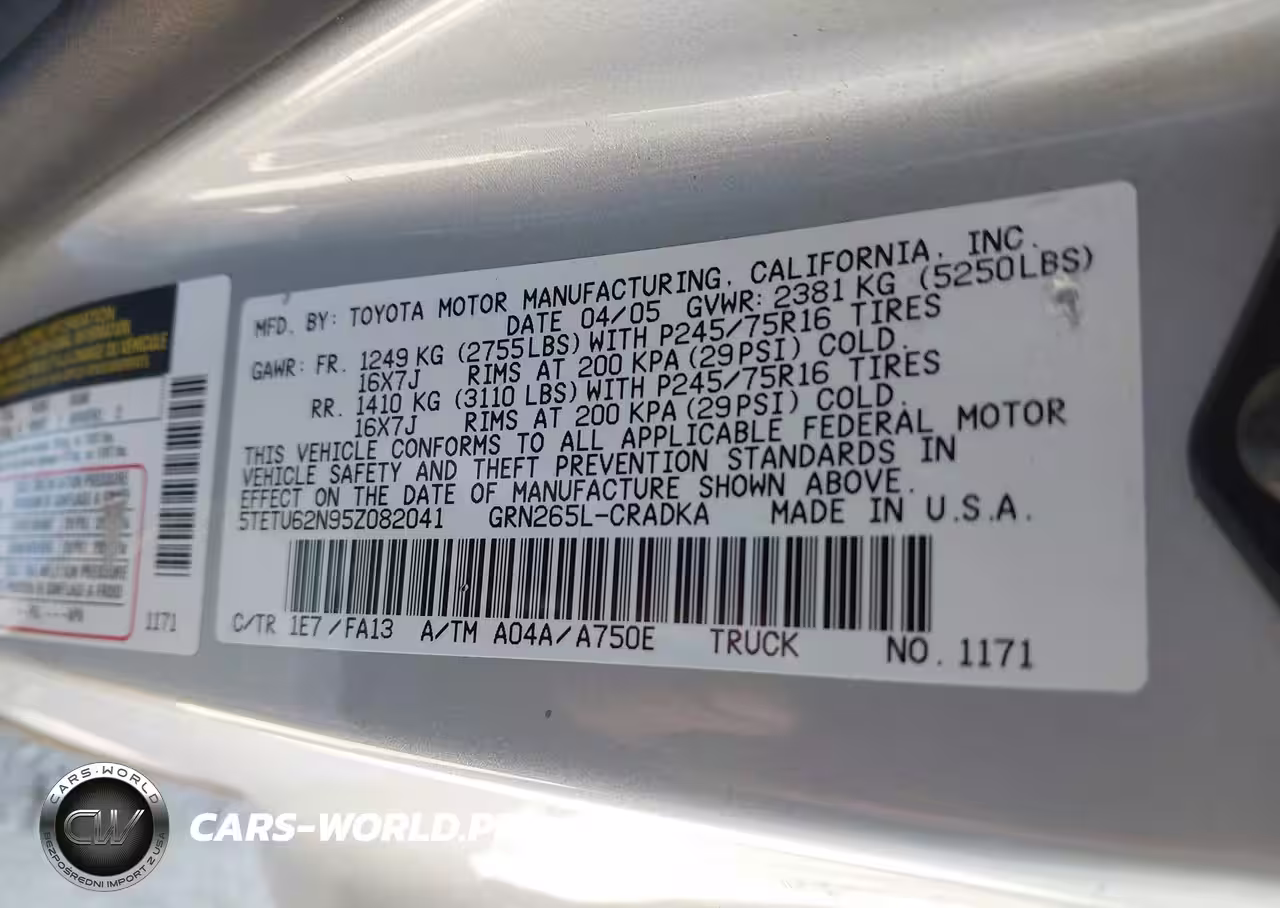 MFD. BY: TOYOTA MOTOR MANUFACTURING, CALIFORNIA, INC.
DATE 04/05 GVWR: 2381 KG (5250LBS)
GAWR: FR. 1249 KG (2755LBS) WITH P245/75R16 TIRES
16X7J RIMS AT 200 KPA (29PSI) COLD.
RR. 1410 KG (3110 LBS) WITH P245/75R16 TIRES
16X7J RIMS AT 200 KPA (29PSI) COLD.
THIS VEHICLE CONFORMS TO ALL APPLICABLE FEDERAL MOTOR
VEHICLE SAFETY AND THEFT PREVENTION STANDARDS IN
EFFECT ON THE DATE OF MANUFACTURE SHOWN ABOVE.
5TETU62N95Z082041 GRN265L-CRADKA MADE IN U.S.A.
C/TR 1E7/FA13 A/TM A04A/A750E TRUCK NO. 1171
1171
CARS-WORLD
CW
BEZPOŚREDNI IMPORT Z USA
CARS-WORLD.P